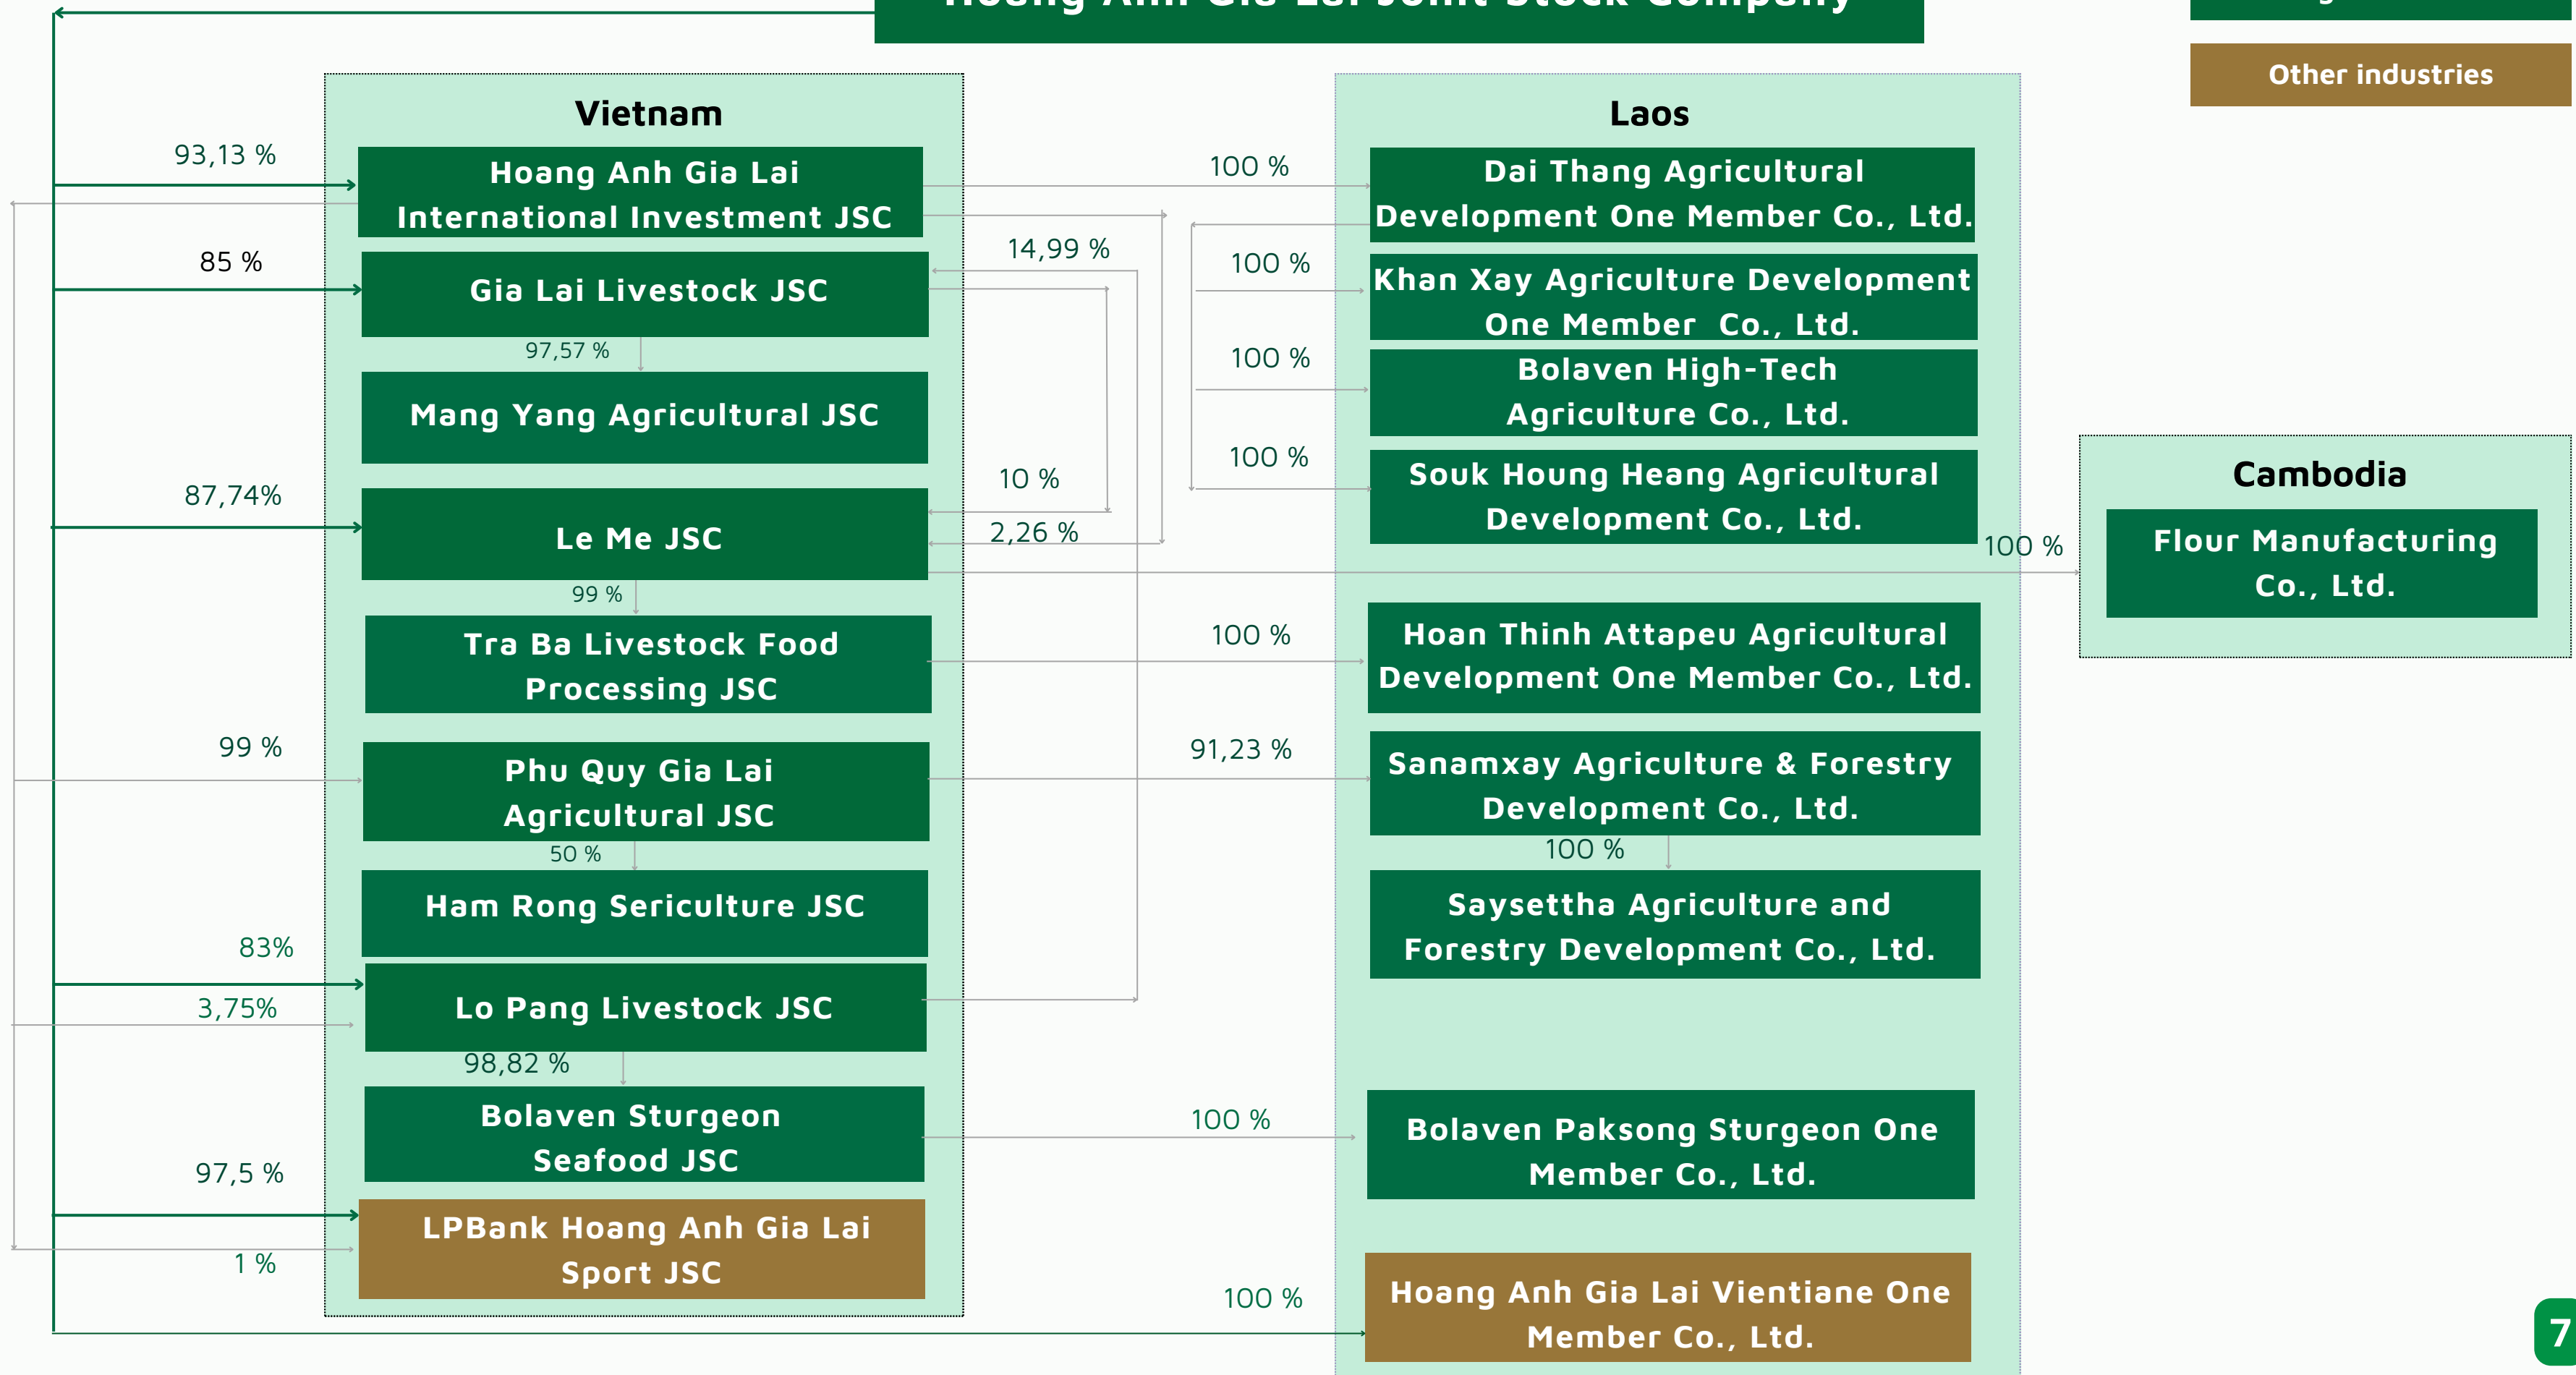 Hoang Anh Gia Lai Joint Stock Company
Other industries
Vietnam
93,13 %
Hoang Anh Gia Lai
International Investment JSC
85 %
Gia Lai Livestock JSC
14,99 %
97,57 %
Mang Yang Agricultural JSC
87,74%
10 %
Le Me JSC
2,26 %
99 %
Tra Ba Livestock Food
Processing JSC
99 %
Phu Quy Gia Lai
Agricultural JSC
50 %
Ham Rong Sericulture JSC
83%
3,75%
Lo Pang Livestock JSC
98,82 %
Bolaven Sturgeon
Seafood JSC
97,5 %
LPBank Hoang Anh Gia Lai
Sport JSC
1 %
Laos
100 %
Dai Thang Agricultural
Development One Member Co., Ltd.
100 %
Khan Xay Agriculture Development
One Member Co., Ltd.
100 %
Bolaven High-Tech
Agriculture Co., Ltd.
100 %
Souk Houng Heang Agricultural
Development Co., Ltd.
100 %
Hoan Thinh Attapeu Agricultural
Development One Member Co., Ltd.
91,23 %
Sanamxay Agriculture & Forestry
Development Co., Ltd.
100 %
Saysettha Agriculture and
Forestry Development Co., Ltd.
100 %
Bolaven Paksong Sturgeon One
Member Co., Ltd.
100 %
Hoang Anh Gia Lai Vientiane One
Member Co., Ltd.
Cambodia
100 %
Flour Manufacturing
Co., Ltd.
7